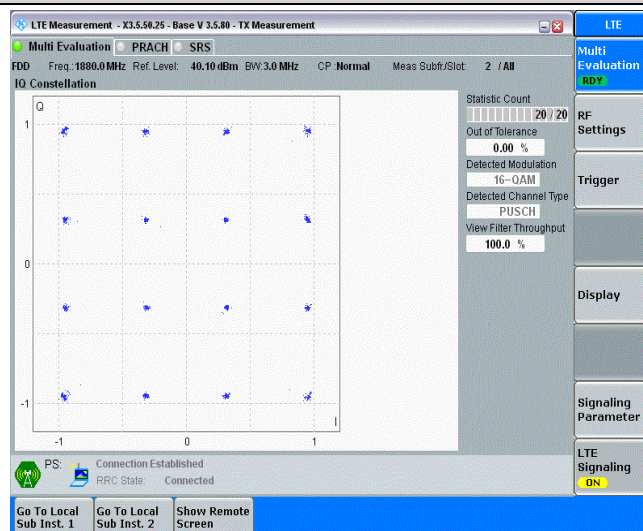 LTE Measurement - X3.5.50.25 - Base V 3.5.80 - TX Measurement
LTE
Multi Evaluation PRACH SRS
FDD Freq.:1880.0 MHz Ref. Level: 40.10 dBm BW:3.0 MHz CP:Normal Meas Subfr./Slot: 2 / All
IQ Constellation
Q
1
0
-1
-1 0 1
I
Statistic Count
20 / 20
Out of Tolerance
0.00 %
Detected Modulation
16-QAM
Detected Channel Type
PUSCH
View Filter Throughput
100.0 %
Multi
Evaluation
RDY
RF
Settings
Trigger
Display
Signaling
Parameter
LTE
Signaling
ON
PS: Connection Established
RRC State: Connected
Go To Local
Sub Inst. 1
Go To Local
Sub Inst. 2
Show Remote
Screen